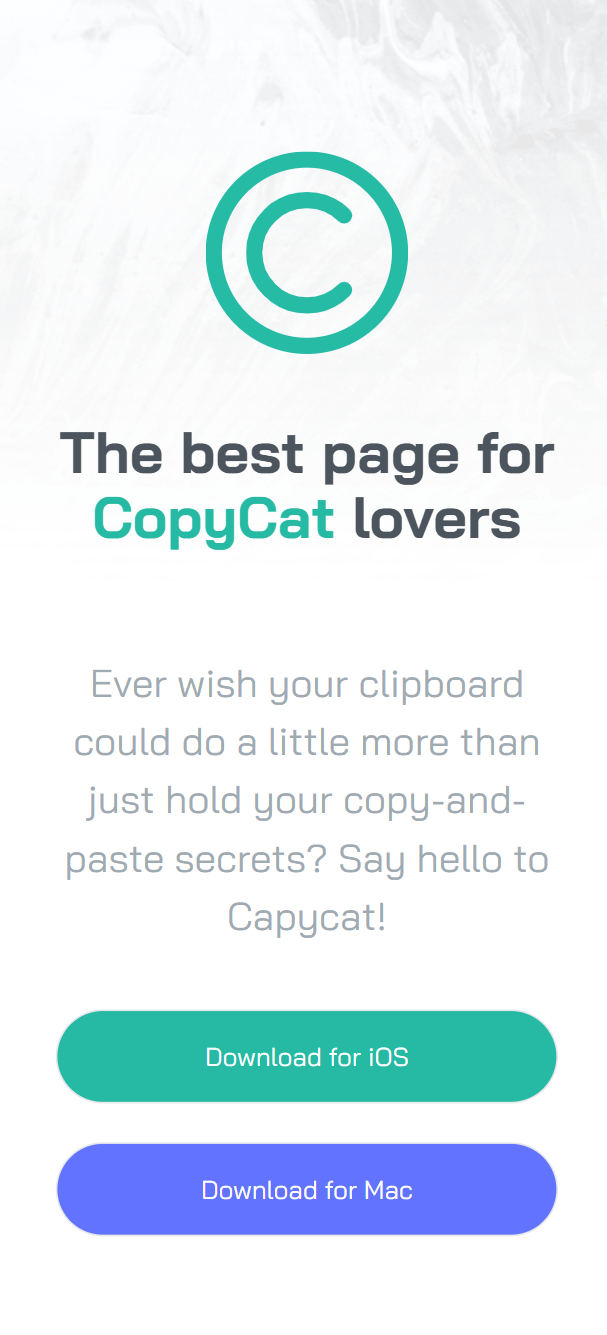 The best page for
CopyCat lovers
Ever wish your clipboard
could do a little more than
just hold your copy-and-
paste secrets? Say hello to
Capycat!
Download for iOS
Download for Mac